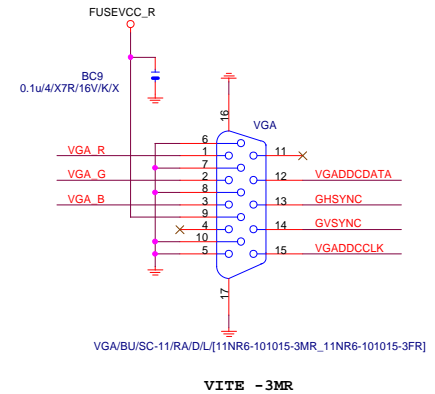 FUSEVCC_R
BC9
0.1u/4/X7R/16V/K/X
16
VGA
6
VGA_R 1 11
7
VGA_G 2 12 VGADDCDATA
8
VGA_B 3 13 GHSYNC
9
4 14 GVSYNC
10
5 15 VGADDCCLK
17
VGA/BU/SC-11/RA/D/L/[11NR6-101015-3MR_11NR6-101015-3FR]
VITE -3MR